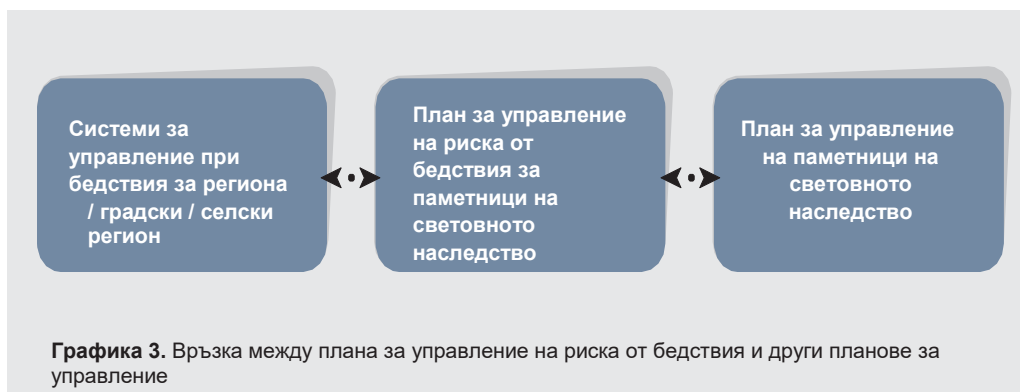 Системи за
управление при
бедствия за региона
/ градски / селски
регион
План за управление
на риска от
бедствия за
паметници на
световното
наследство
План за управление
на паметници на
световното
наследство
Графика 3. Връзка между плана за управление на риска от бедствия и други планове за
управление